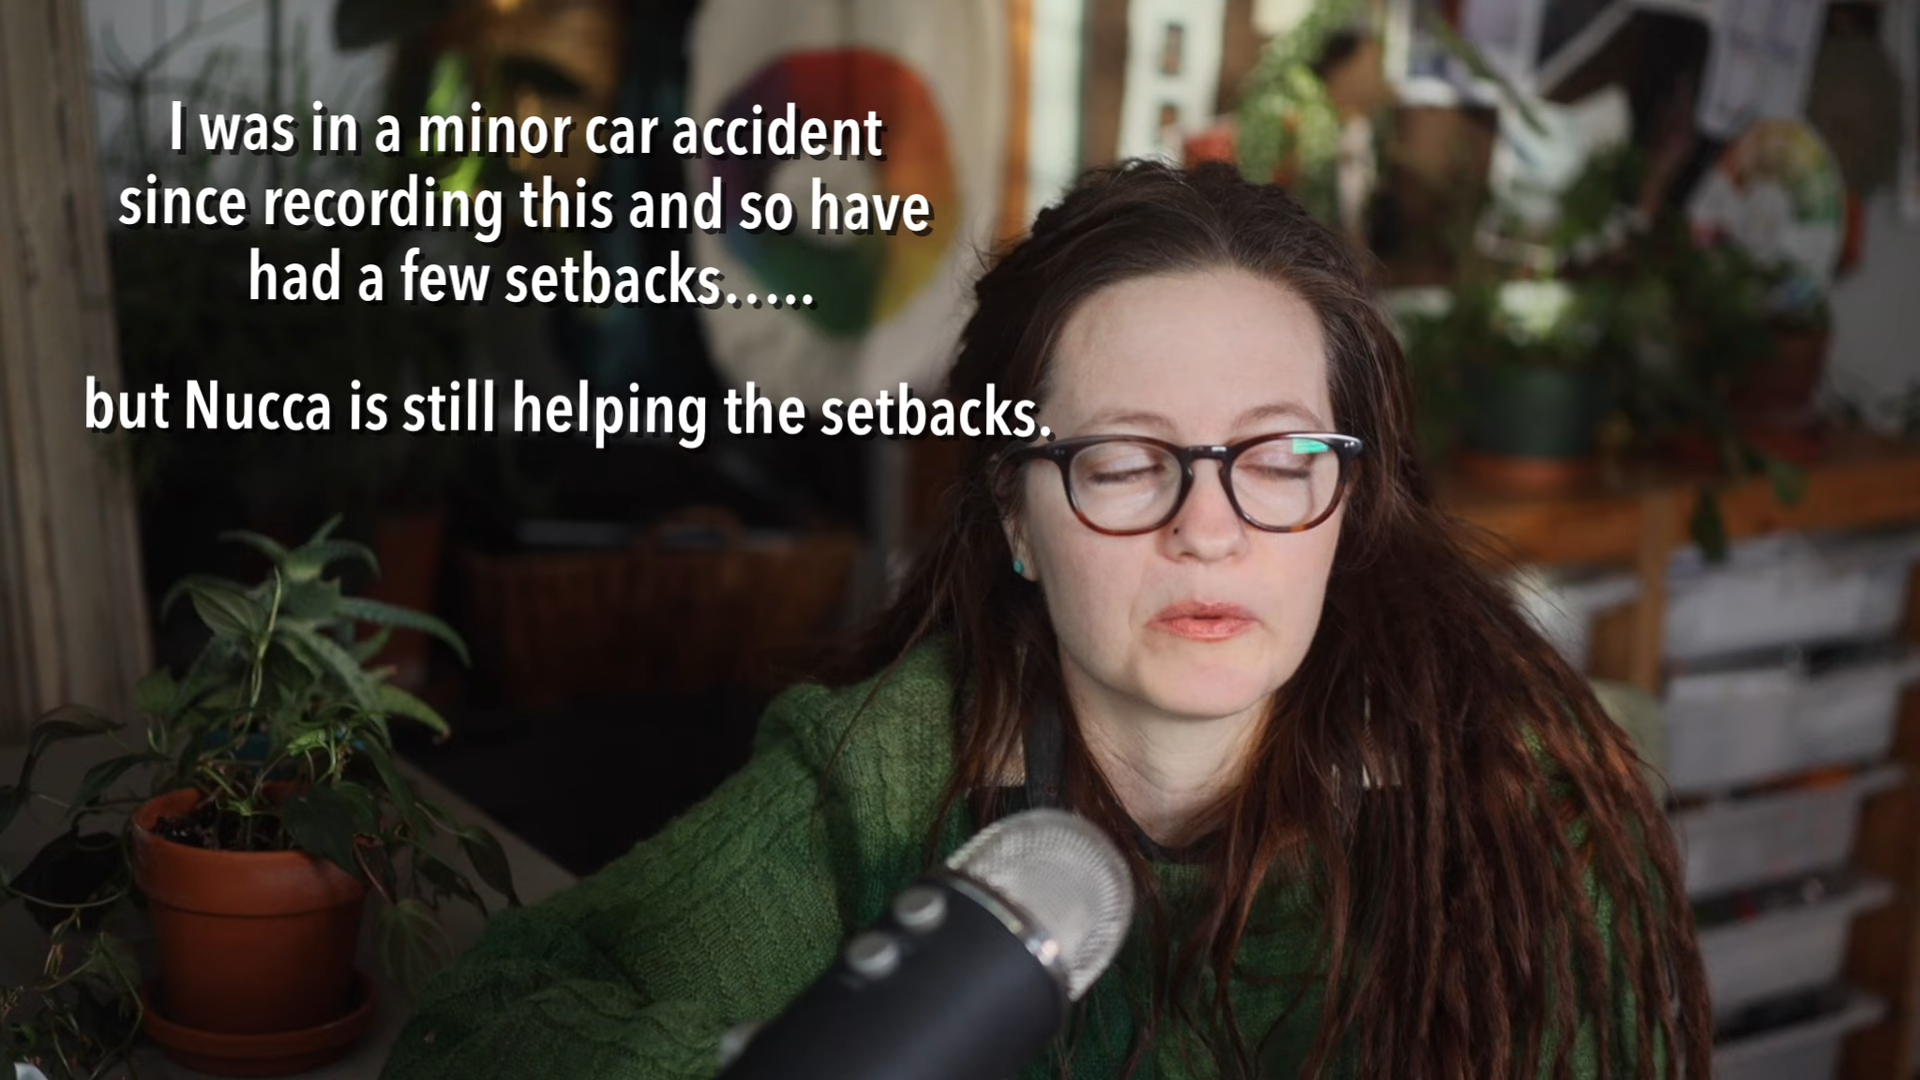 I was in a minor car accident
since recording this and so have
had a few setbacks.....
but Nucca is still helping the setbacks.